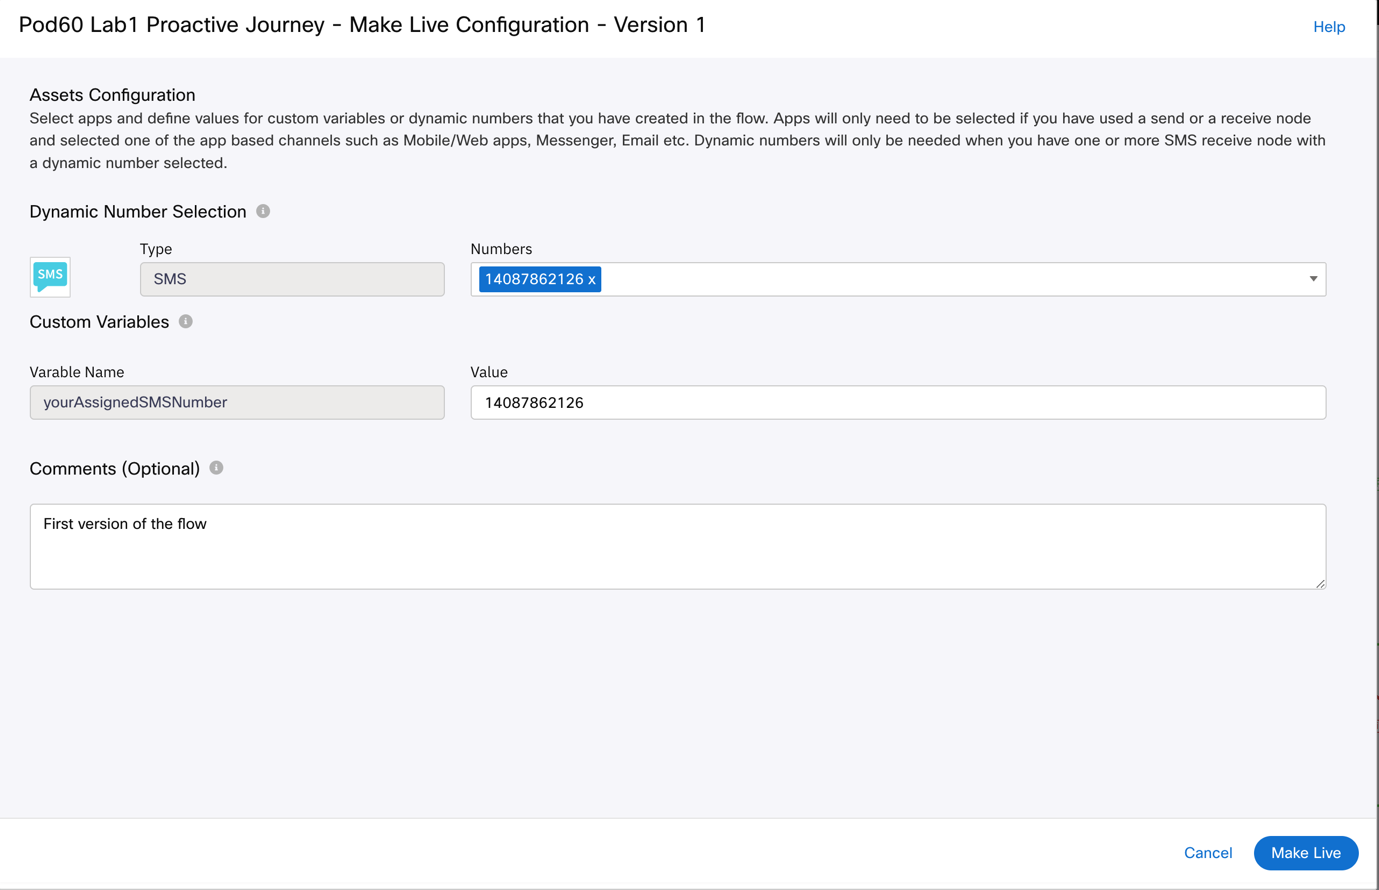 Pod60 Lab1 Proactive Journey - Make Live Configuration - Version 1
Help
Assets Configuration
Select apps and define values for custom variables or dynamic numbers that you have created in the flow. Apps will only need to be selected if you have used a send or a receive node
and selected one of the app based channels such as Mobile/Web apps, Messenger, Email etc. Dynamic numbers will only be needed when you have one or more SMS receive node with
a dynamic number selected.
Dynamic Number Selection
Type
Numbers
SMS
SMS
14087862126 x
Custom Variables
Varable Name
Value
yourAssignedSMSNumber
14087862126
Comments (Optional)
First version of the flow
Cancel
Make Live